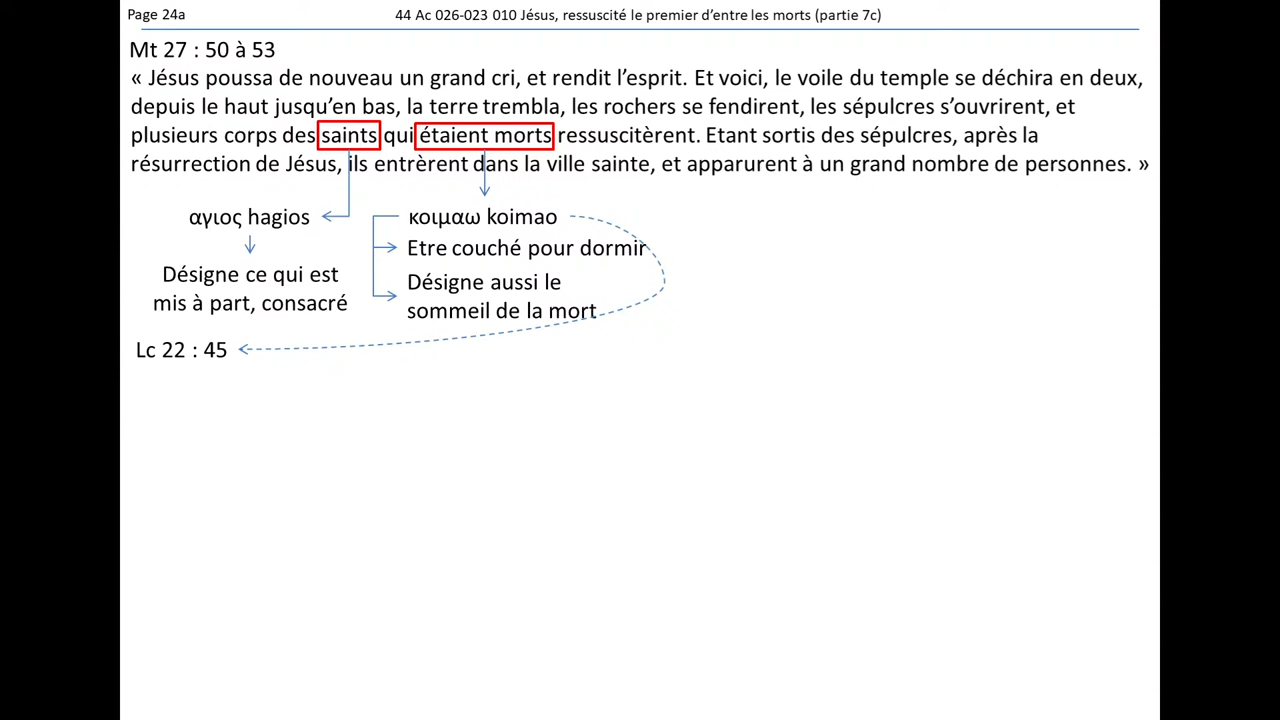 Page 24a
44 Ac 026-023 010 Jésus, ressuscité le premier d’entre les morts (partie 7c)
Mt 27 : 50 à 53
« Jésus poussa de nouveau un grand cri, et rendit l’esprit. Et voici, le voile du temple se déchira en deux,
depuis le haut jusqu’en bas, la terre trembla, les rochers se fendirent, les sépulcres s’ouvrirent, et
plusieurs corps des saints qui étaient morts ressuscitèrent. Etant sortis des sépulcres, après la
résurrection de Jésus, ils entrèrent dans la ville sainte, et apparurent à un grand nombre de personnes. »
αγιος hagios
κοιμαω koimao
Etre couché pour dormir
Désigne ce qui est
mis à part, consacré
Désigne aussi le
sommeil de la mort
Lc 22 : 45